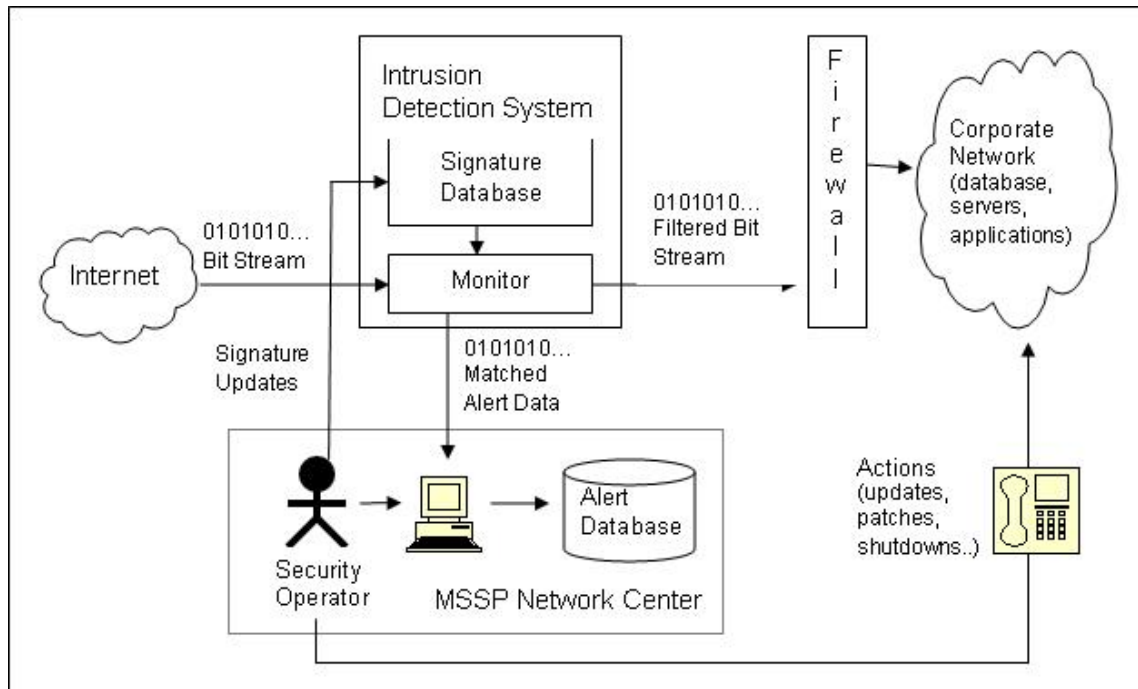 Intrusion
Detection System
Signature
Database
Monitor
F
i
r
e
w
a
l
l
Corporate
Network
(database,
servers,
applications)
0101010...
Bit Stream
Internet
0101010...
Filtered Bit
Stream
Signature
Updates
0101010...
Matched
Alert Data
Alert
Database
Security
Operator
MSSP Network Center
Actions
(updates,
patches,
shutdowns..)